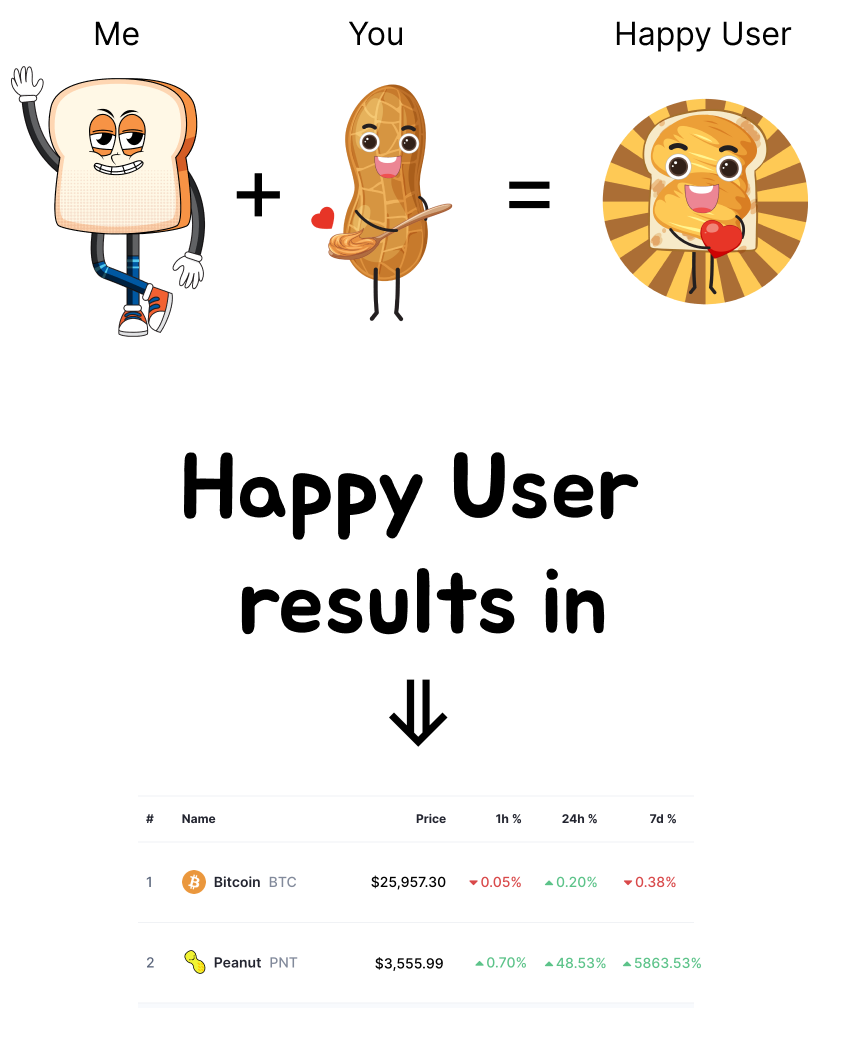 Me You Happy User
+ =
Happy User
results in
⇓
# Name Price 1h % 24h % 7d %
1 Bitcoin BTC $25,957.30 ▼0.05% ▲0.20% ▼0.38%
2 Peanut PNT $3,555.99 ▲0.70% ▲48.53% ▲5863.53%